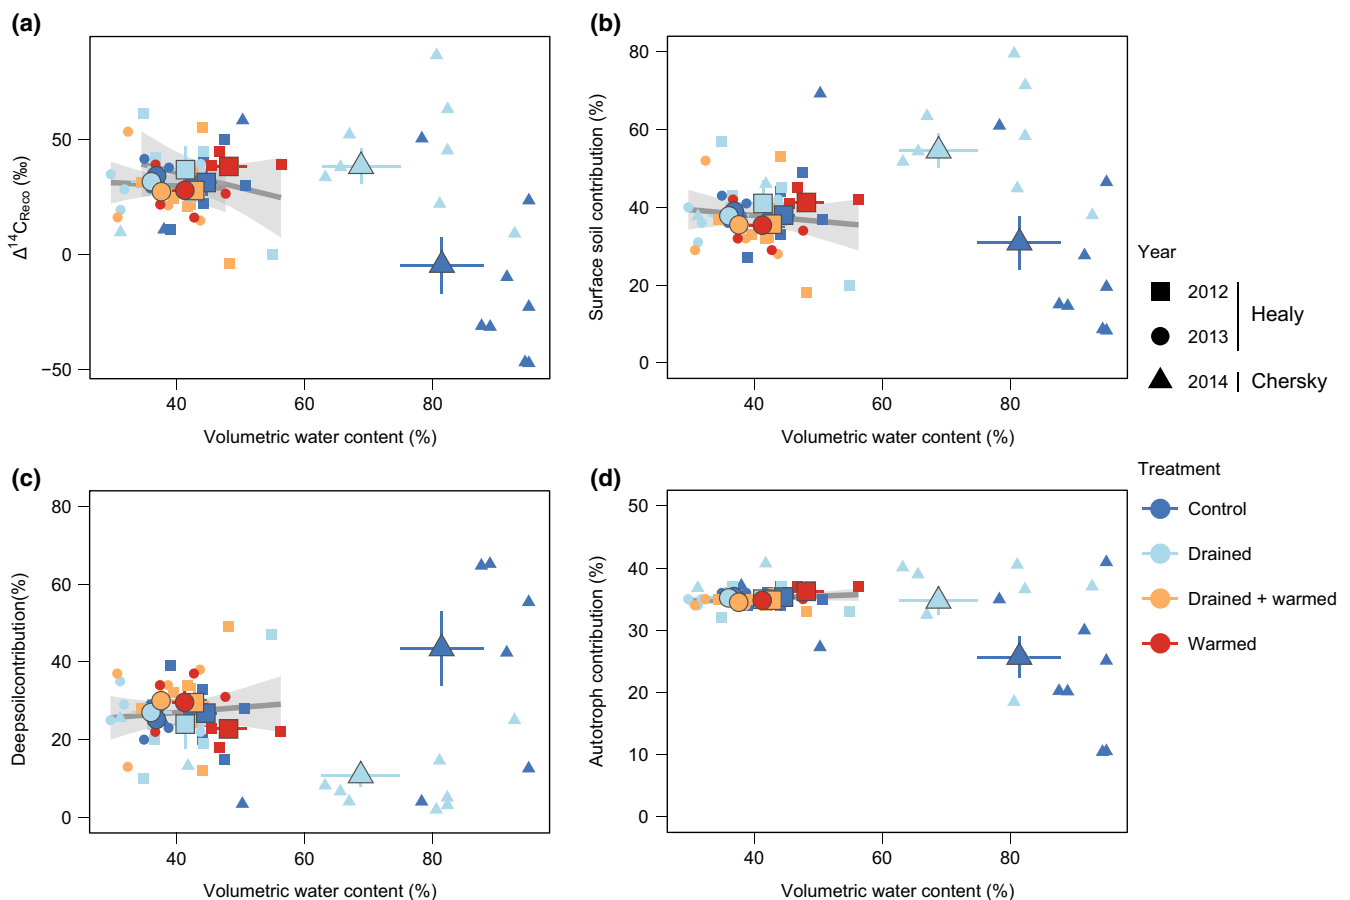 (a)
50
0
−50
Δ14CReco (‰)
40
60
80
Volumetric water content (%)
(b)
80
60
40
20
0
Surface soil contribution (%)
40
60
80
Volumetric water content (%)
Year
2012
2013
Healy
2014
Chersky
(c)
80
60
40
20
0
Deepsoilcontribution(%)
40
60
80
Volumetric water content (%)
(d)
50
40
30
20
10
0
Autotroph contribution (%)
40
60
80
Volumetric water content (%)
Treatment
Control
Drained
Drained + warmed
Warmed